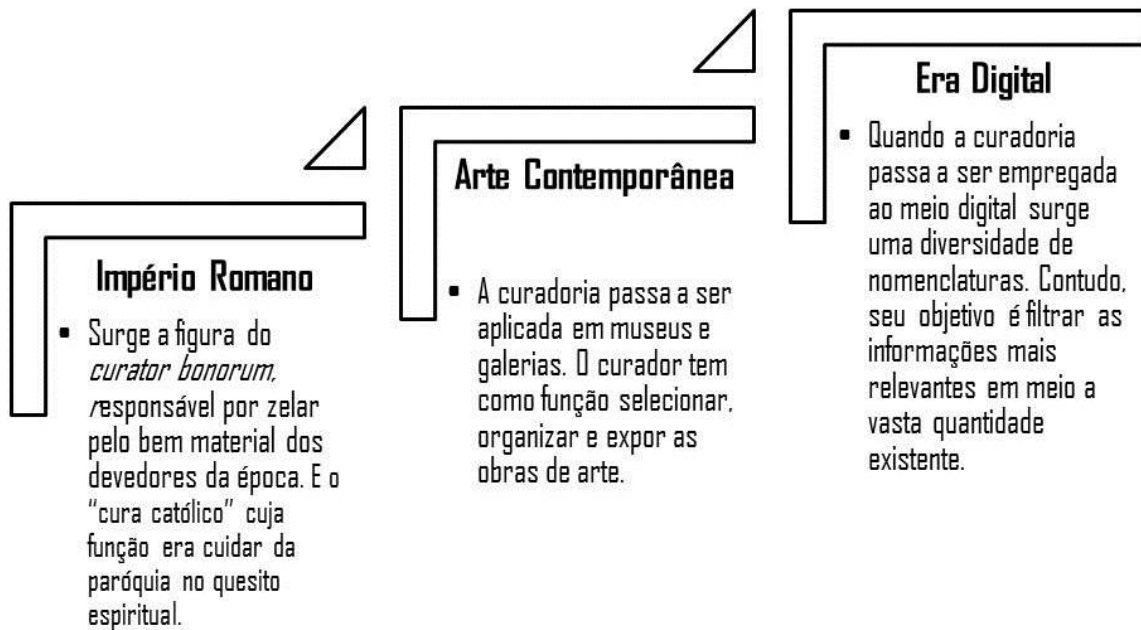 Império Romano
• Surge a figura do
curator bonorum,
responsável por zelar
pelo bem material dos
devedores da época. E o
“cura católico” cuja
função era cuidar da
paróquia no quesito
espiritual.
Arte Contemporânea
• A curadoria passa a ser
aplicada em museus e
galerias. O curador tem
como função selecionar,
organizar e expor as
obras de arte.
Era Digital
• Quando a curadoria
passa a ser empregada
ao meio digital surge
uma diversidade de
nomenclaturas. Contudo,
seu objetivo é filtrar as
informações mais
relevantes em meio a
vasta quantidade
existente.